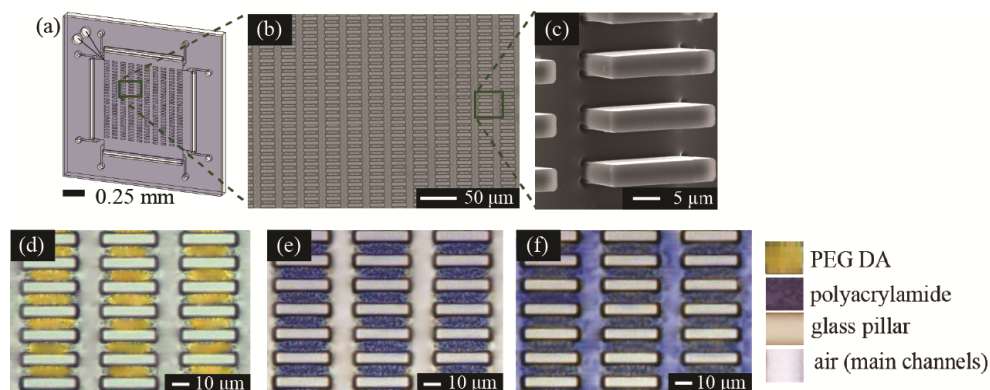 (a)
(b)
(c)
0.25 mm
50 μm
5 μm
(d)
(e)
(f)
10 μm
10 μm
10 μm
PEG DA
polyacrylamide
glass pillar
air (main channels)